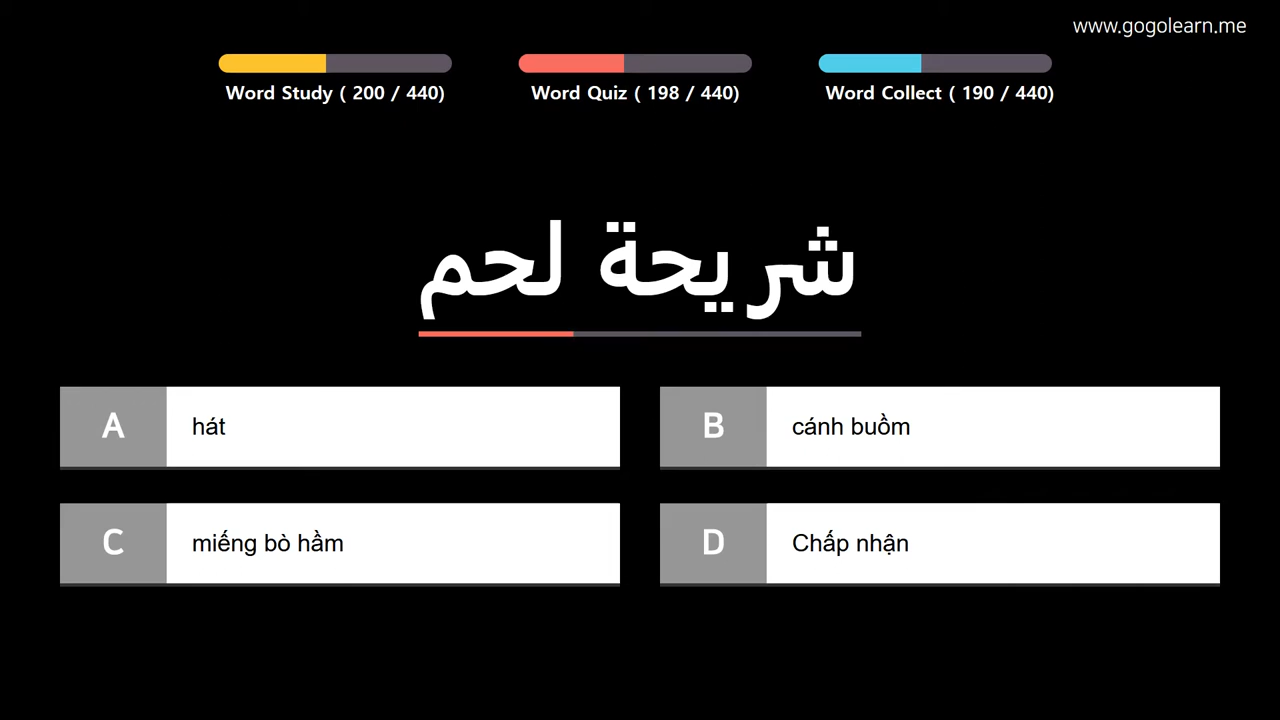 www.gogolearn.me
Word Study ( 200 / 440)
Word Quiz ( 198 / 440)
Word Collect ( 190 / 440)
شريحة لحم
A hát
B cánh buồm
C miếng bò hầm
D Chấp nhận